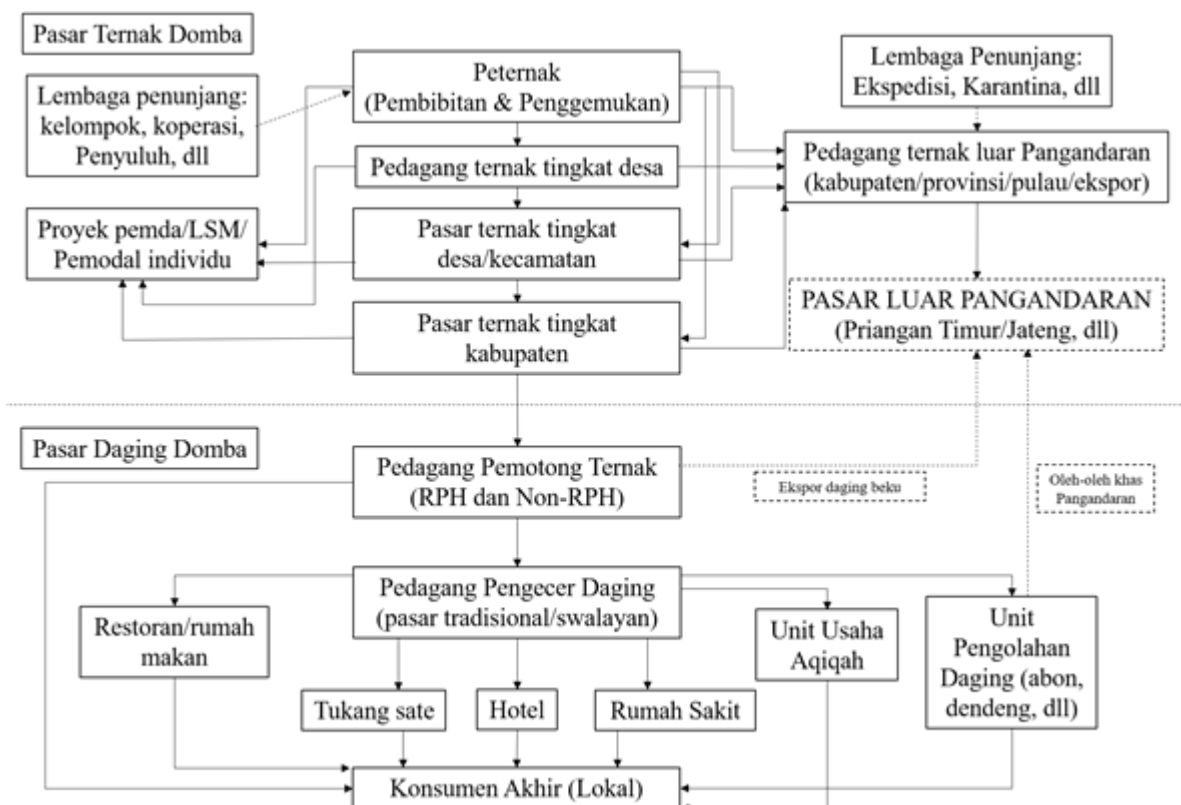 Pasar Ternak Domba
Lembaga penunjang:
kelompok, koperasi,
Penyuluh, dll
Proyek pemda/LSM/
Pemodal individu
Peternak
(Pembibitan & Penggemukan)
Pedagang ternak tingkat desa
Pasar ternak tingkat
desa/kecamatan
Pasar ternak tingkat
kabupaten
Lembaga Penunjang:
Ekspedisi, Karantina, dll
Pedagang ternak luar Pangandaran
(kabupaten/provinsi/pulau/ekspor)
PASAR LUAR PANGANDARAN
(Priangan Timur/Jateng, dll)
Pasar Daging Domba
Pedagang Pemotong Ternak
(RPH dan Non-RPH)
Ekspor daging beku
Oleh-oleh khas
Pangandaran
Pedagang Pengecer Daging
(pasar tradisional/swalayan)
Restoran/rumah
makan
Unit Usaha
Aqiqah
Unit
Pengolahan
Daging (abon,
dendeng, dll)
Tukang sate
Hotel
Rumah Sakit
Konsumen Akhir (Lokal)